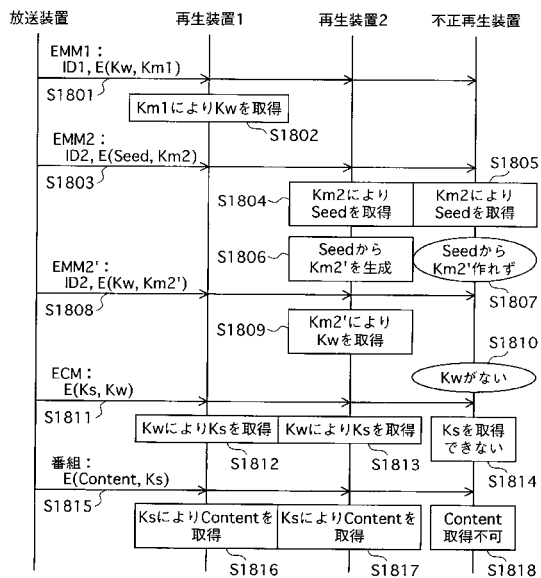 放送装置 再生装置1 再生装置2 不正再生装置
EMM1:
ID1, E(Kw, Km1)
S1801
Km1によりKwを取得
S1802
EMM2:
ID2, E(Seed, Km2)
S1803
S1805
S1804
Km2により
Seedを取得
Km2により
Seedを取得
S1806
Seedから
Km2'を生成
Seedから
Km2'作れず
S1807
EMM2':
ID2, E(Kw, Km2')
S1808
S1809
Km2'により
Kwを取得
S1810
Kwがない
ECM:
E(Ks, Kw)
S1811
KwによりKsを取得
S1812
KwによりKsを取得
S1813
Ksを取得
できない
S1814
番組:
E(Content, Ks)
S1815
KsによりContentを
取得
S1816
KsによりContentを
取得
S1817
Content
取得不可
S1818